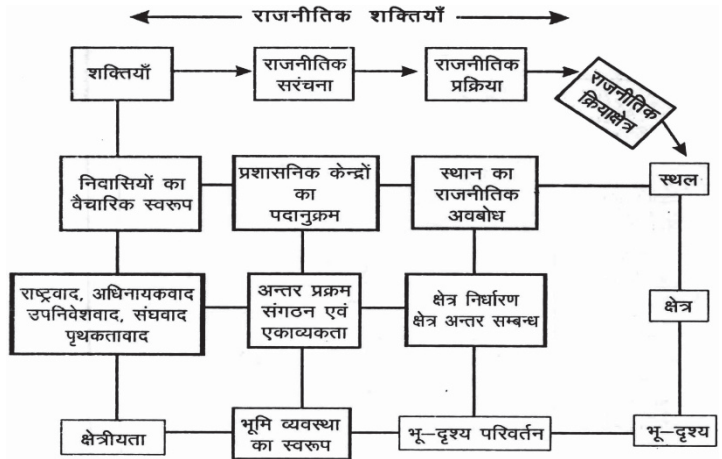 राजनीतिक शक्तियाँ
शक्तियाँ
राजनीतिक
सरंचना
राजनीतिक
प्रक्रिया
राजनीतिक
क्रियाक्षेत्र
निवासियों का
वैचारिक स्वरूप
प्रशासनिक केन्द्रों
का
पदानुक्रम
स्थान का
राजनीतिक
अवबोध
स्थल
राष्ट्रवाद, अधिनायकवाद
उपनिवेशवाद, संघवाद
पृथकतावाद
अन्तर प्रक्रम
संगठन एवं
एकाव्यकता
क्षेत्र निर्धारण
क्षेत्र अन्तर सम्बन्ध
क्षेत्र
क्षेत्रीयता
भूमि व्यवस्था
का स्वरूप
भू–दृश्य परिवर्तन
भू–दृश्य